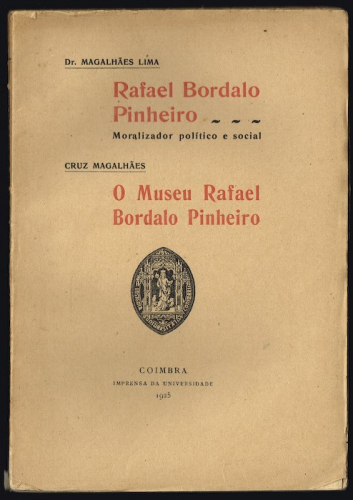 Dr. MAGALHÃES LIMA
Rafael Bordalo
Pinheiro ~ ~ ~
Moralizador político e social
CRUZ MAGALHÃES
O Museu Rafael
Bordalo Pinheiro
COIMBRA
IMPRENSA DA UNIVERSIDADE
1925